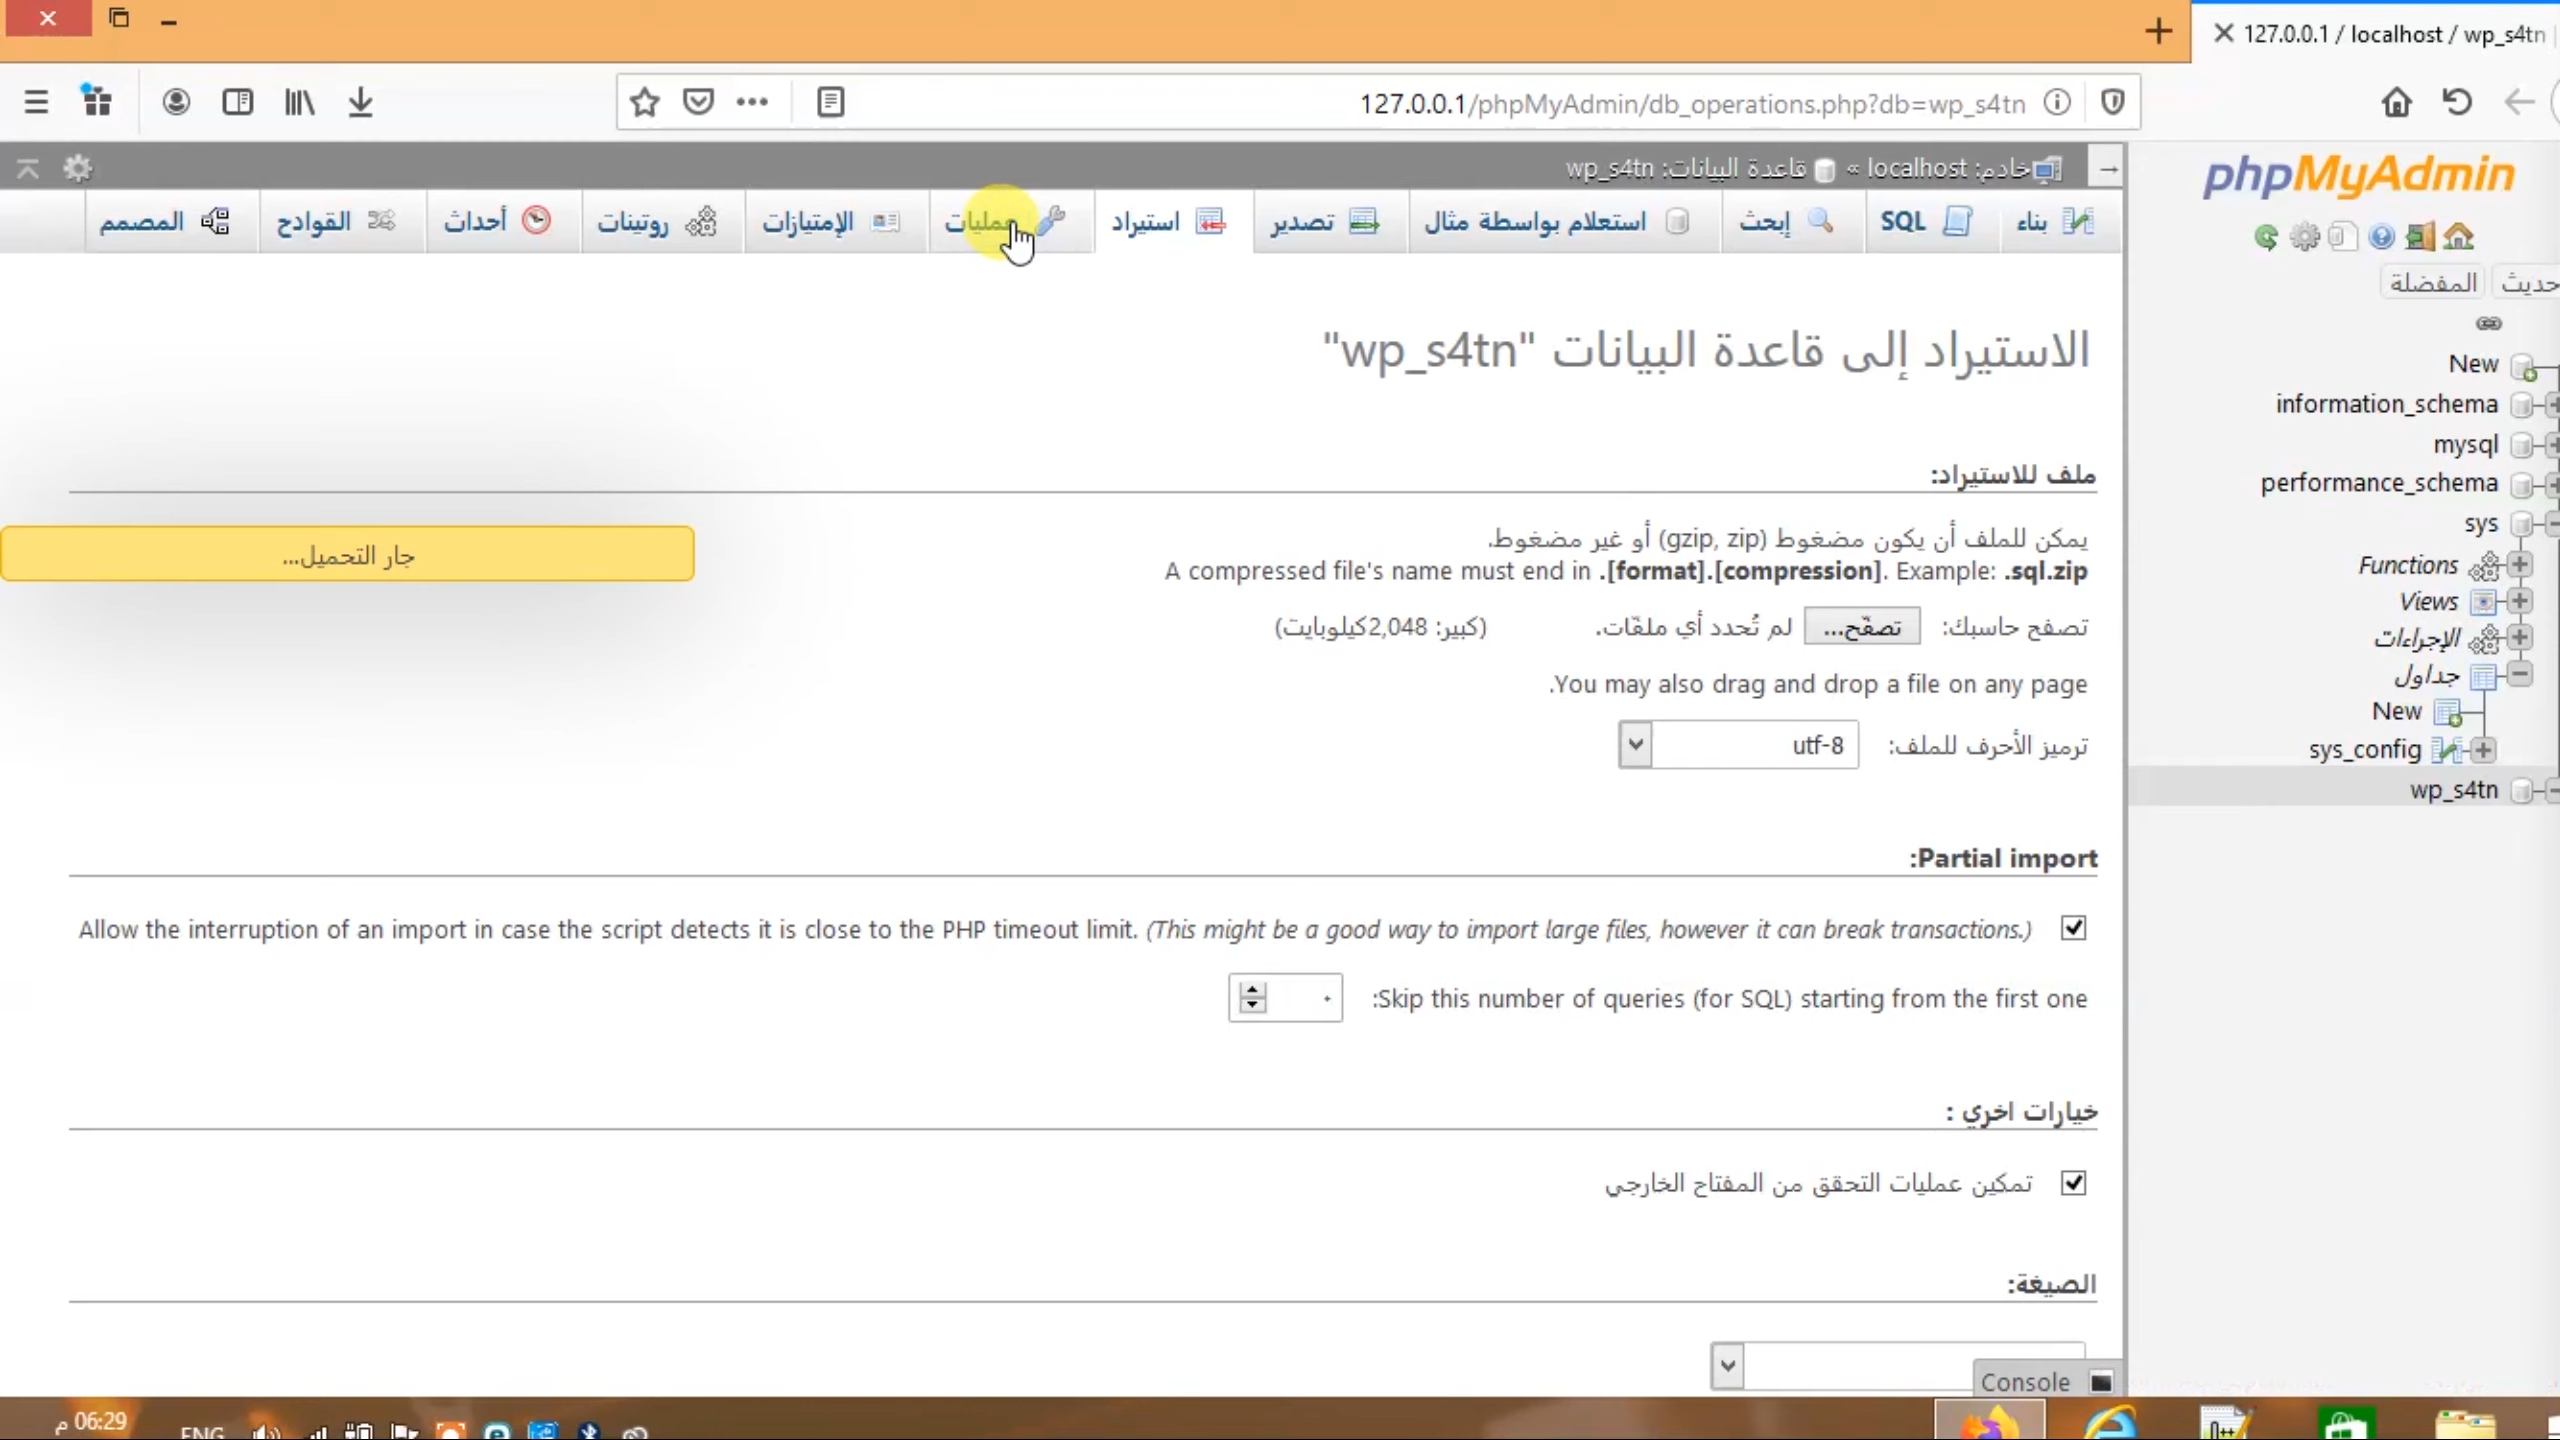 127.0.0.1 / localhost / wp_s4tn
127.0.0.1/phpMyAdmin/db_operations.php?db=wp_s4tn
phpMyAdmin
حديث المفضلة
New
information_schema
mysql
performance_schema
sys
Functions
Views
الإجراءات
جداول
New
sys_config
wp_s4tn
خادم: localhost » قاعدة البيانات: wp_s4tn
بناء SQL إبحث استعلام بواسطة مثال تصدير استيراد عمليات الإمتيازات روتينات أحداث القوادح المصمم
الاستيراد إلى قاعدة البيانات "wp_s4tn"
ملف للاستيراد:
يمكن للملف أن يكون مضغوط (gzip, zip) أو غير مضغوط.
A compressed file's name must end in .[format].[compression]. Example: .sql.zip
تصفح حاسبك: تصفّح... لم تُحدد أي ملفّات. (كبير: 2,048كيلوبايت)
You may also drag and drop a file on any page.
ترميز الأحرف للملف: utf-8
جار التحميل...
Partial import:
Allow the interruption of an import in case the script detects it is close to the PHP timeout limit. (This might be a good way to import large files, however it can break transactions.)
Skip this number of queries (for SQL) starting from the first one: ٠
خيارات اخري :
تمكين عمليات التحقق من المفتاح الخارجي
الصيغة:
Console
06:29 م
ENG